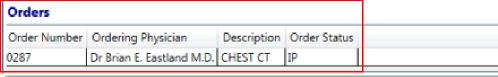 Orders
Order Number Ordering Physician Description Order Status
0287 Dr Brian E. Eastland M.D. CHEST CT IP